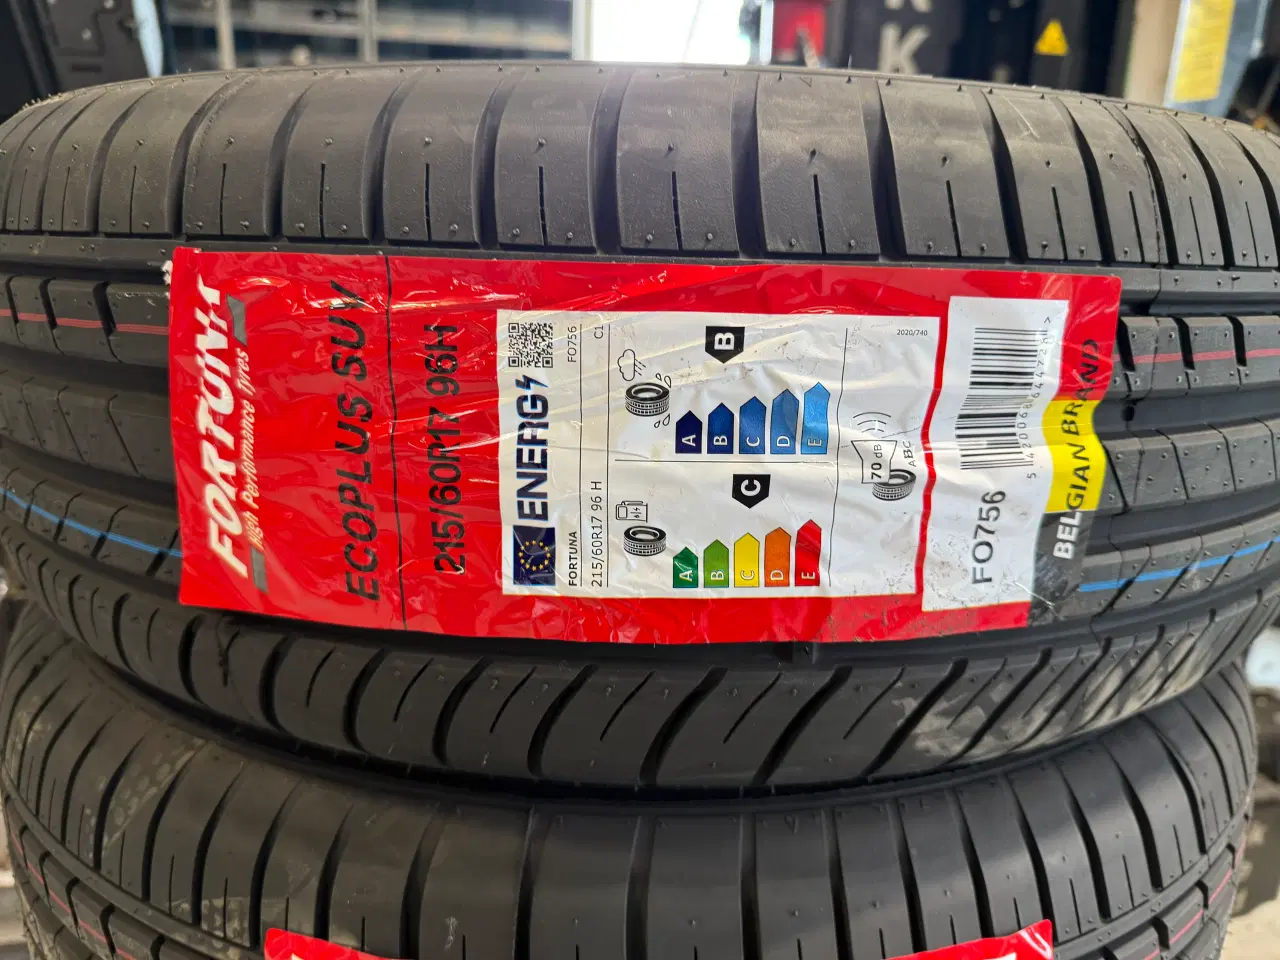 FORTUNA
High Performance Tyres
ECOPLUS SUV
215/60R17 96H
ENERG
FORTUNA
215/60R17 96 H
FO756
C1
2020/740
B
A
B
C
D
E
C
A
B
C
D
E
70 dB
ABC
FO756
BELGIAN BRAND
K